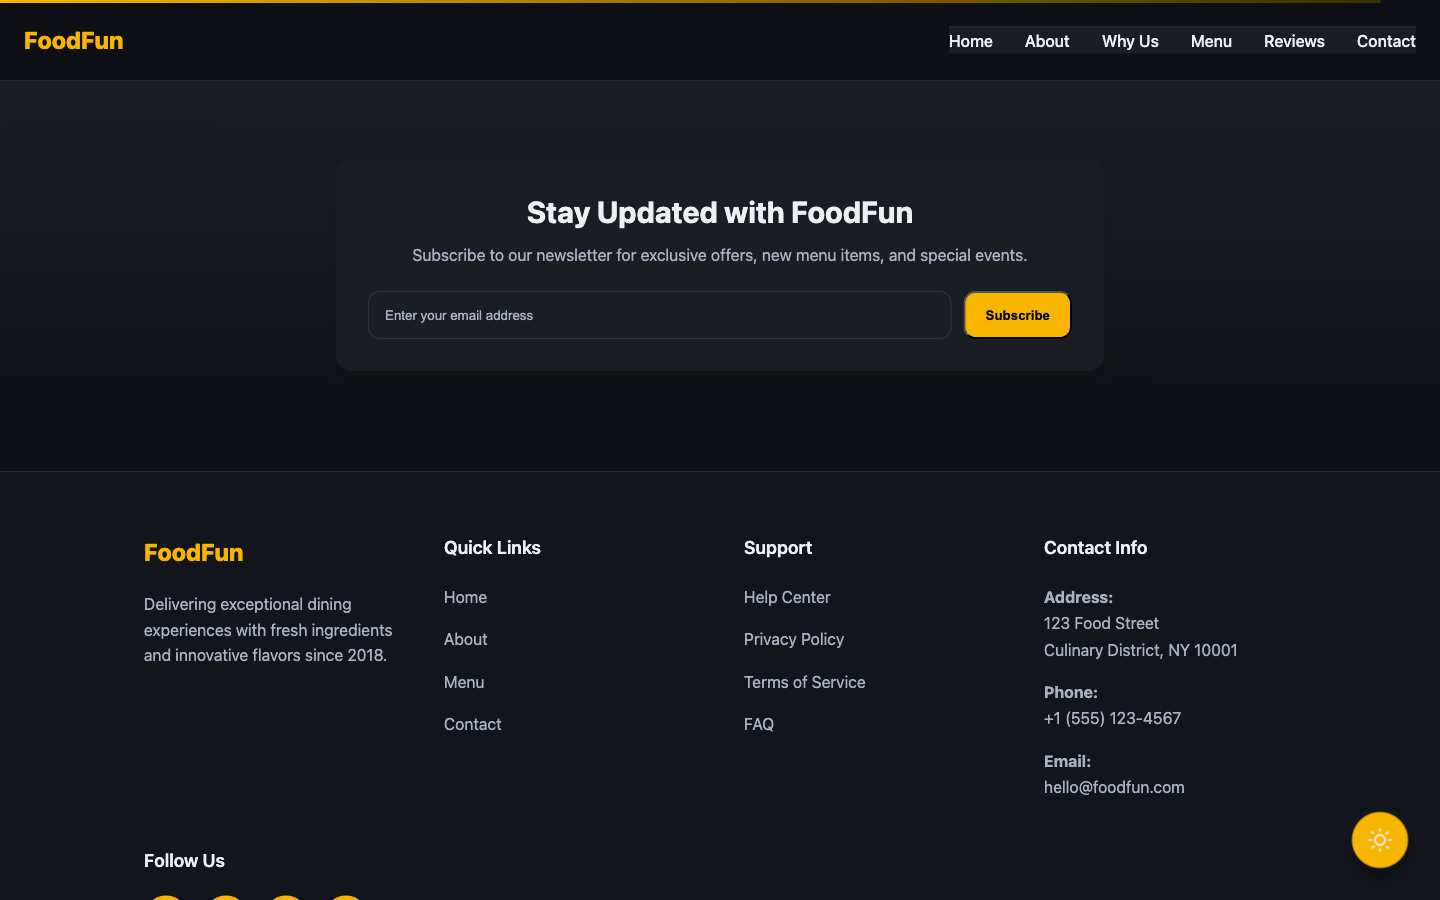 FoodFun
Home
About
Why Us
Menu
Reviews
Contact
Stay Updated with FoodFun
Subscribe to our newsletter for exclusive offers, new menu items, and special events.
Enter your email address
Subscribe
FoodFun
Delivering exceptional dining
experiences with fresh ingredients
and innovative flavors since 2018.
Quick Links
Home
About
Menu
Contact
Support
Help Center
Privacy Policy
Terms of Service
FAQ
Contact Info
Address:
123 Food Street
Culinary District, NY 10001
Phone:
+1 (555) 123-4567
Email:
hello@foodfun.com
Follow Us